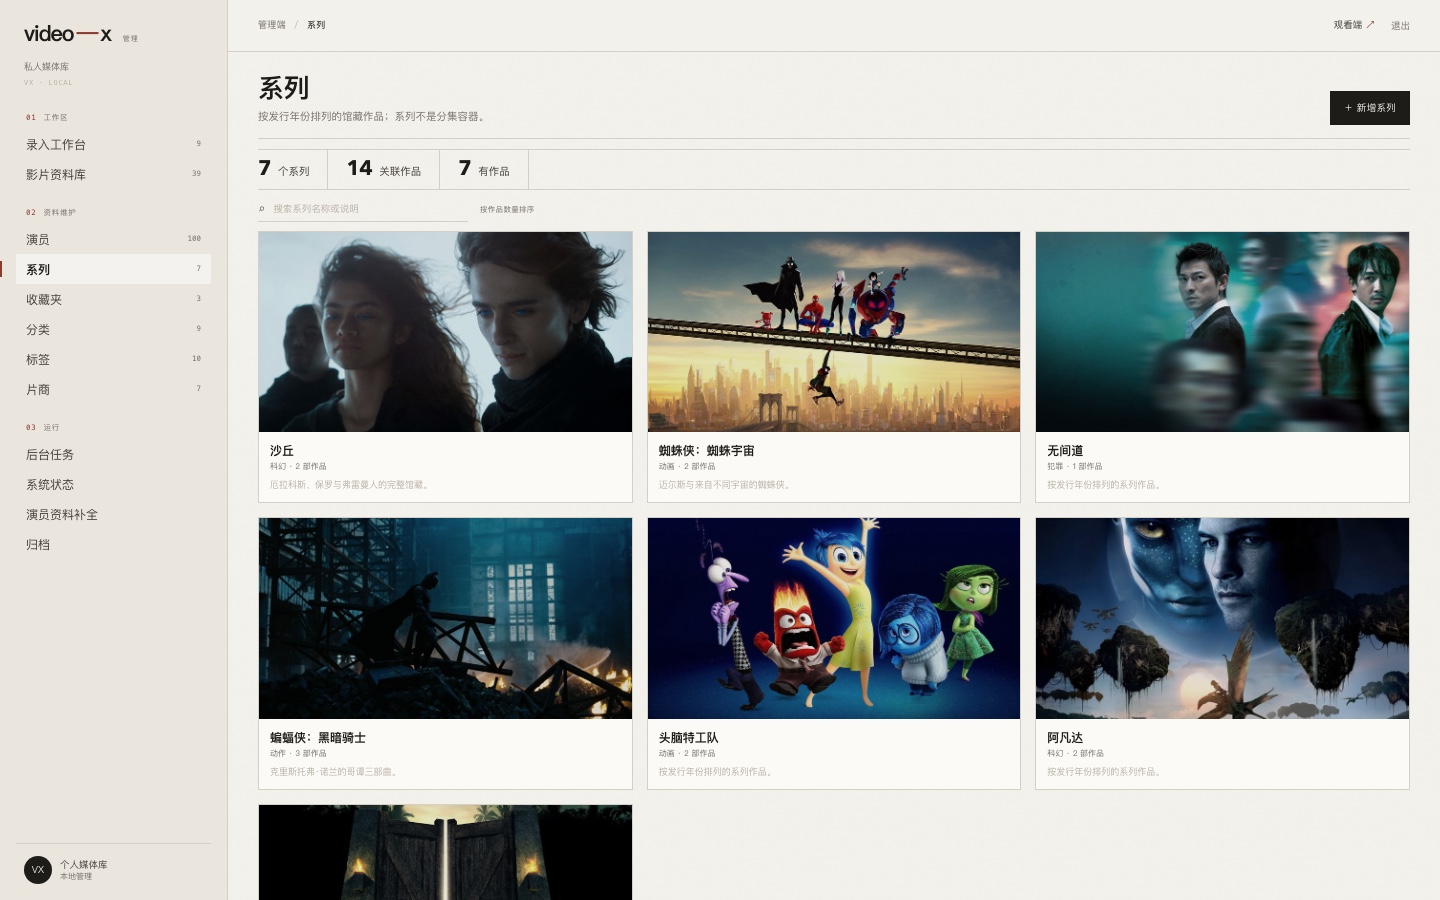 video—x 管理
私人媒体库
VX · LOCAL
01 工作区
录入工作台 9
影片资料库 39
02 资料维护
演员 100
系列 7
收藏夹 3
分类 9
标签 10
片商 7
03 运行
后台任务
系统状态
演员资料补全
归档
VX
个人媒体库
本地管理
管理端 / 系列
观看端 ↗ 退出
系列
按发行年份排列的馆藏作品；系列不是分集容器。
+ 新增系列
7 个系列 14 关联作品 7 有作品
搜索系列名称或说明 按作品数量排序
沙丘
科幻 · 2 部作品
厄拉科斯、保罗与弗雷曼人的完整馆藏。
蜘蛛侠：蜘蛛宇宙
动画 · 2 部作品
迈尔斯与来自不同宇宙的蜘蛛侠。
无间道
犯罪 · 1 部作品
按发行年份排列的系列作品。
蝙蝠侠：黑暗骑士
动作 · 3 部作品
克里斯托弗·诺兰的哥谭三部曲。
头脑特工队
动画 · 2 部作品
按发行年份排列的系列作品。
阿凡达
科幻 · 2 部作品
按发行年份排列的系列作品。